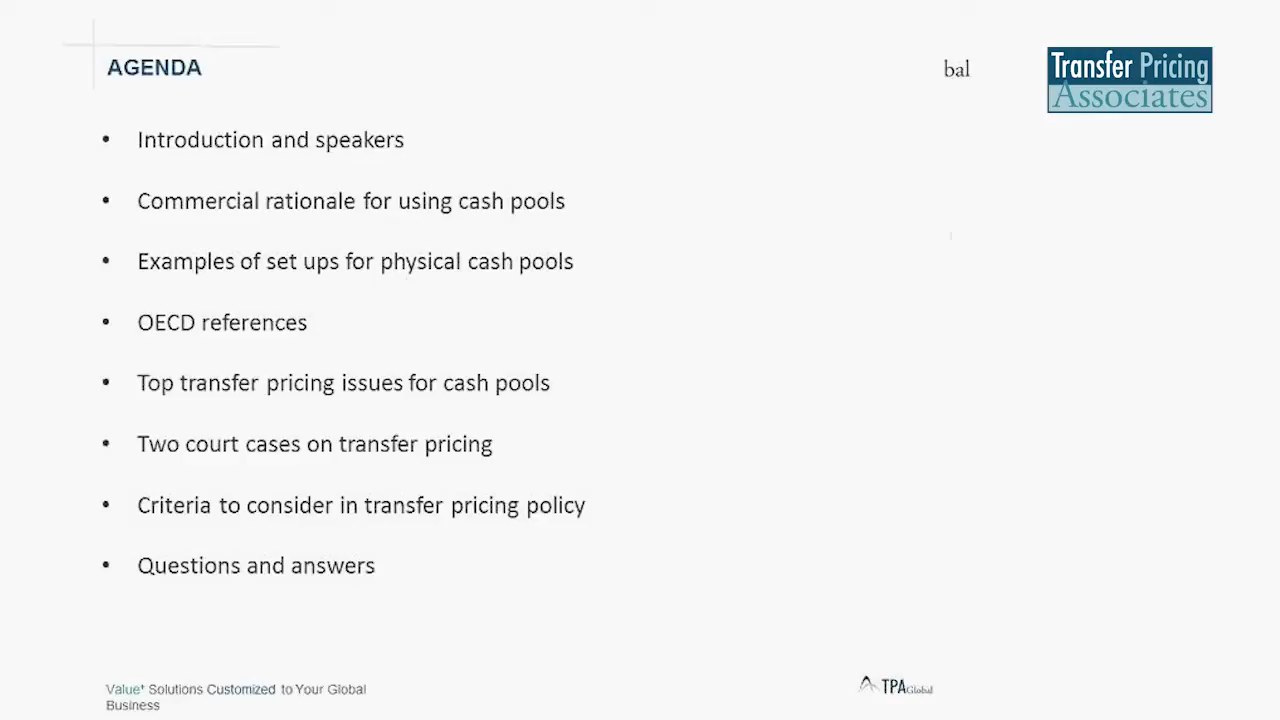 AGENDA
bal
Transfer Pricing
Associates
• Introduction and speakers
• Commercial rationale for using cash pools
• Examples of set ups for physical cash pools
• OECD references
• Top transfer pricing issues for cash pools
• Two court cases on transfer pricing
• Criteria to consider in transfer pricing policy
• Questions and answers
Value+ Solutions Customized to Your Global
Business
TPA Global